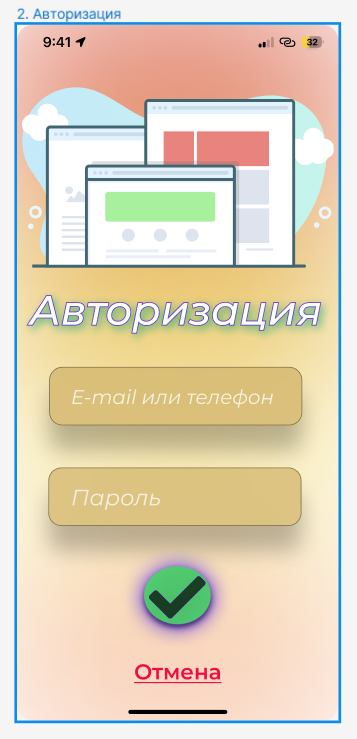 2. Авторизация
9:41
32
Авторизация
E-mail или телефон
Пароль
Отмена